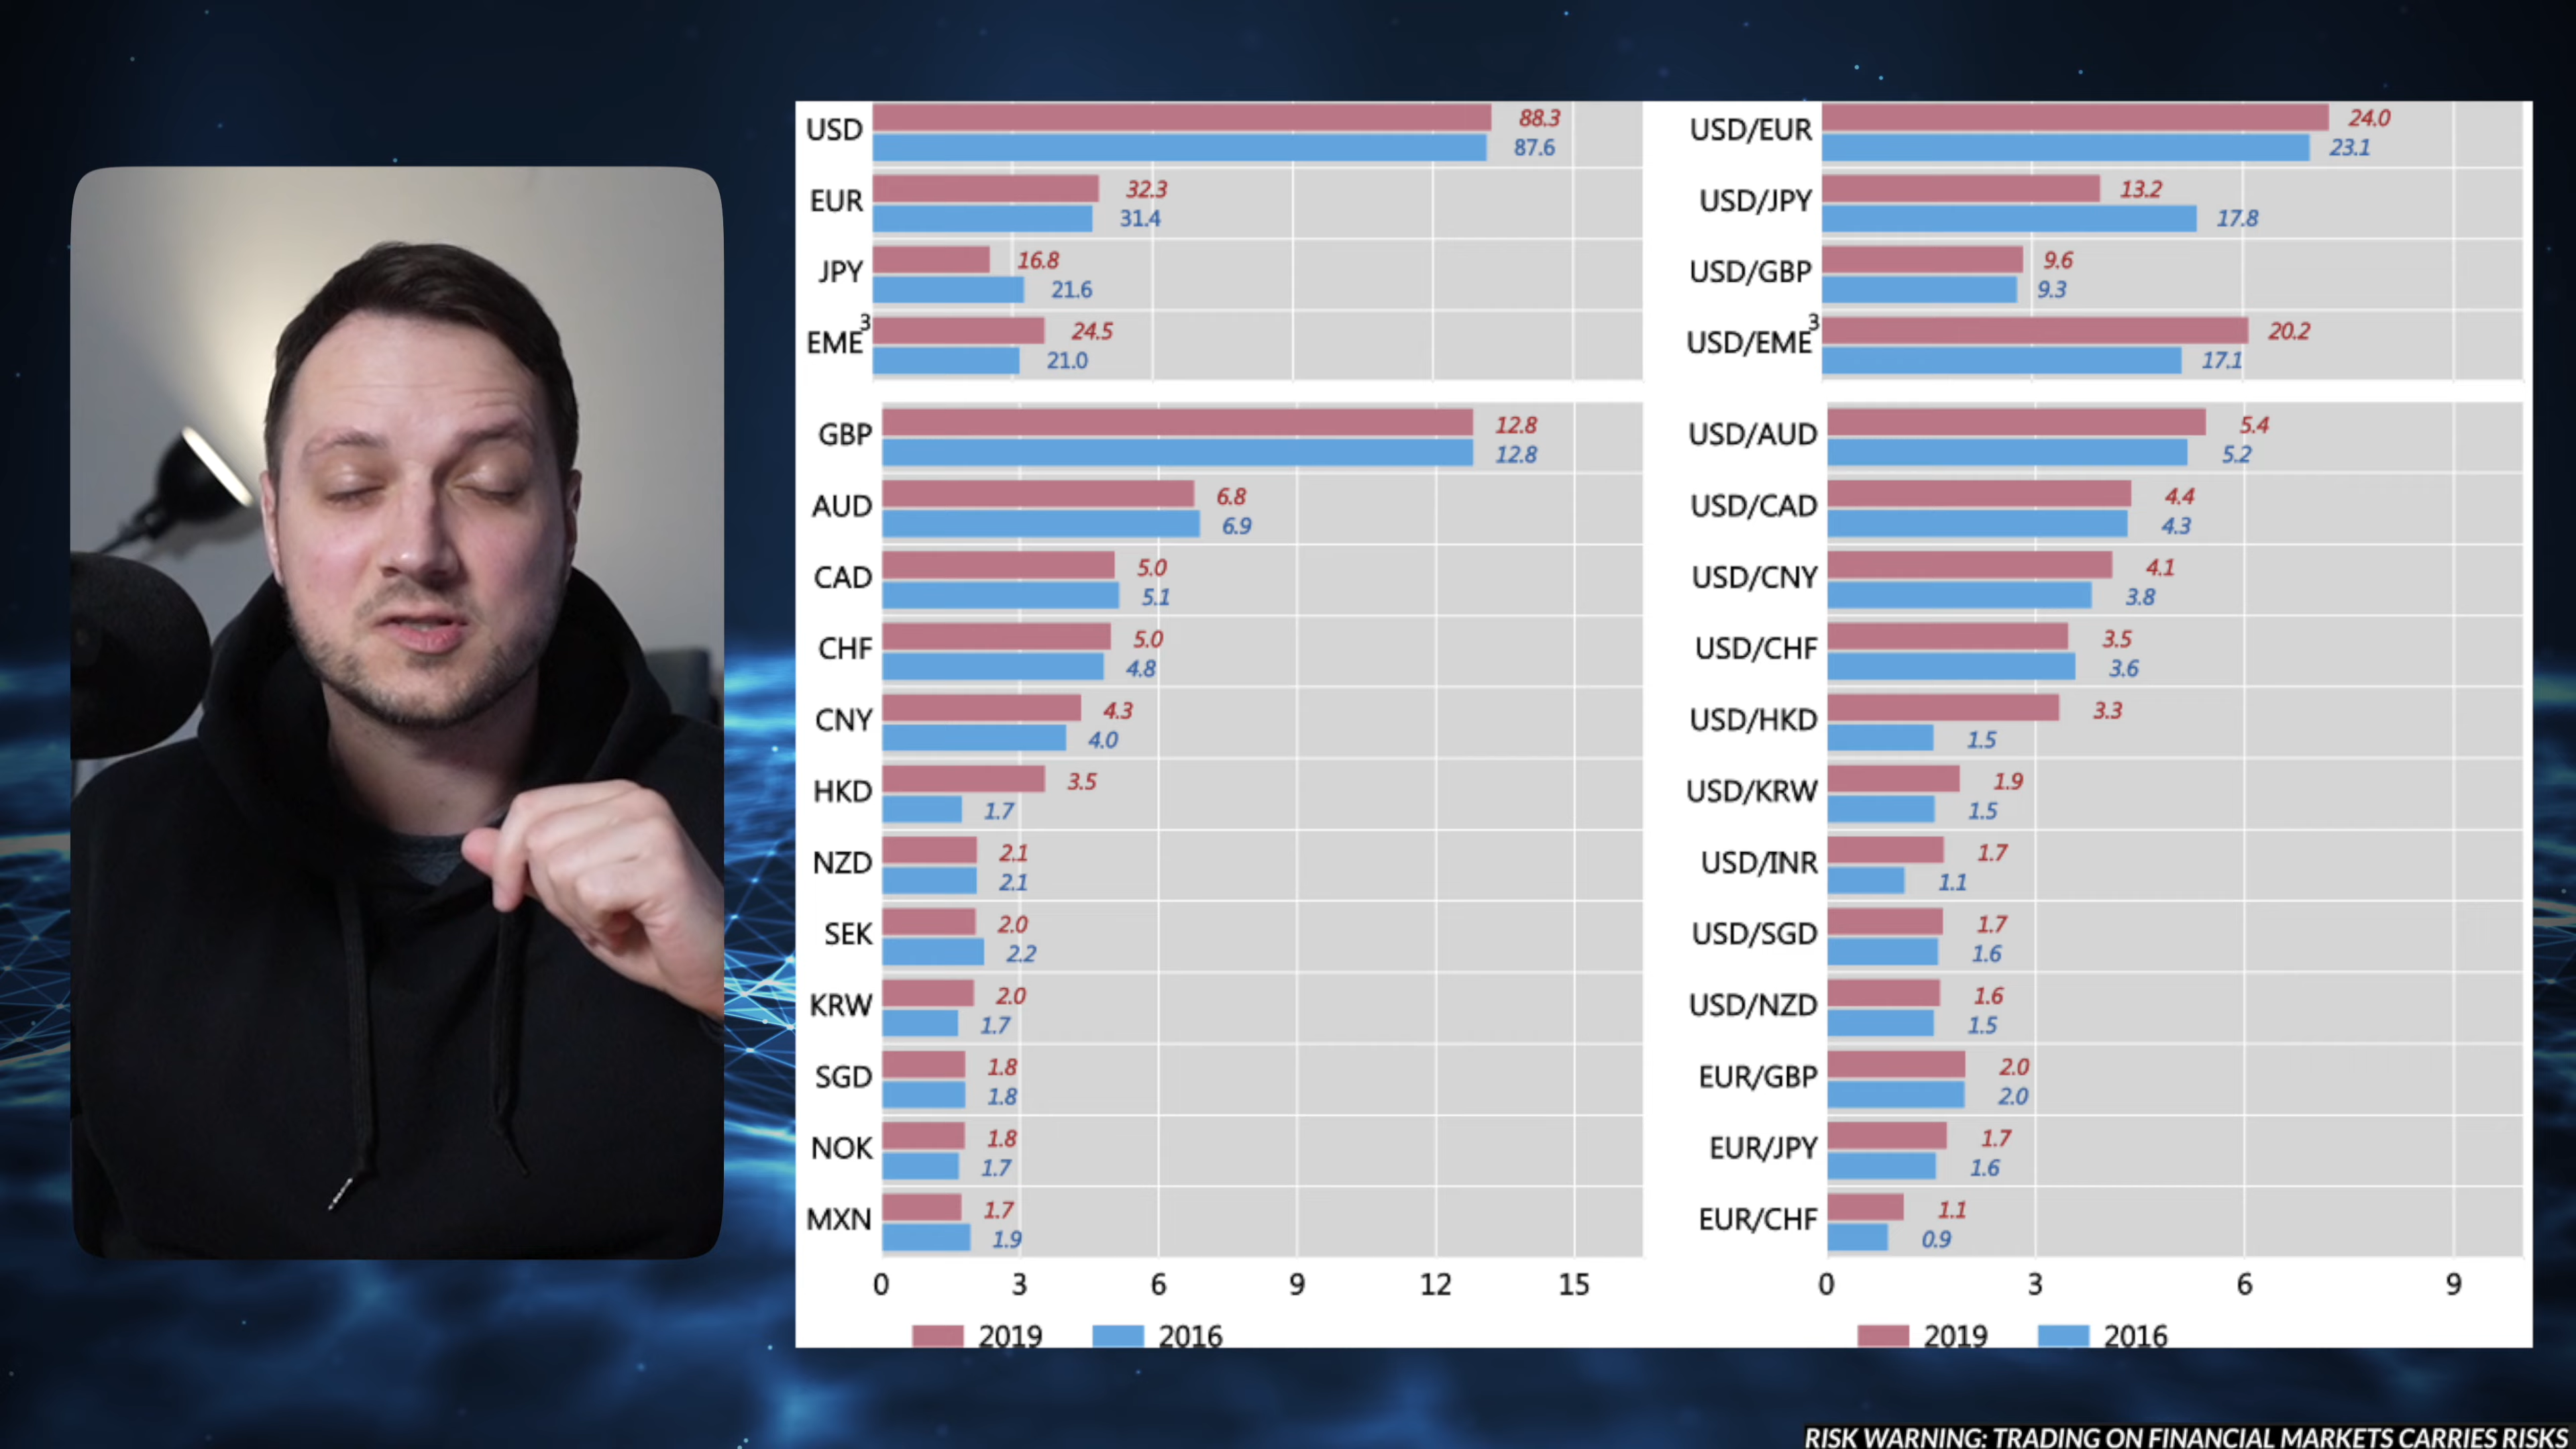 USD 88.3
87.6
EUR 32.3
31.4
JPY 16.8
21.6
EME3 24.5
21.0
GBP 12.8
12.8
AUD 6.8
6.9
CAD 5.0
5.1
CHF 5.0
4.8
CNY 4.3
4.0
HKD 3.5
1.7
NZD 2.1
2.1
SEK 2.0
2.2
KRW 2.0
1.7
SGD 1.8
1.8
NOK 1.8
1.7
MXN 1.7
1.9
0 3 6 9 12 15
2019 2016
USD/EUR 24.0
23.1
USD/JPY 13.2
17.8
USD/GBP 9.6
9.3
USD/EME3 20.2
17.1
USD/AUD 5.4
5.2
USD/CAD 4.4
4.3
USD/CNY 4.1
3.8
USD/CHF 3.5
3.6
USD/HKD 3.3
1.5
USD/KRW 1.9
1.5
USD/INR 1.7
1.1
USD/SGD 1.7
1.6
USD/NZD 1.6
1.5
EUR/GBP 2.0
2.0
EUR/JPY 1.7
1.6
EUR/CHF 1.1
0.9
0 3 6 9
2019 2016
RISK WARNING: TRADING ON FINANCIAL MARKETS CARRIES RISKS